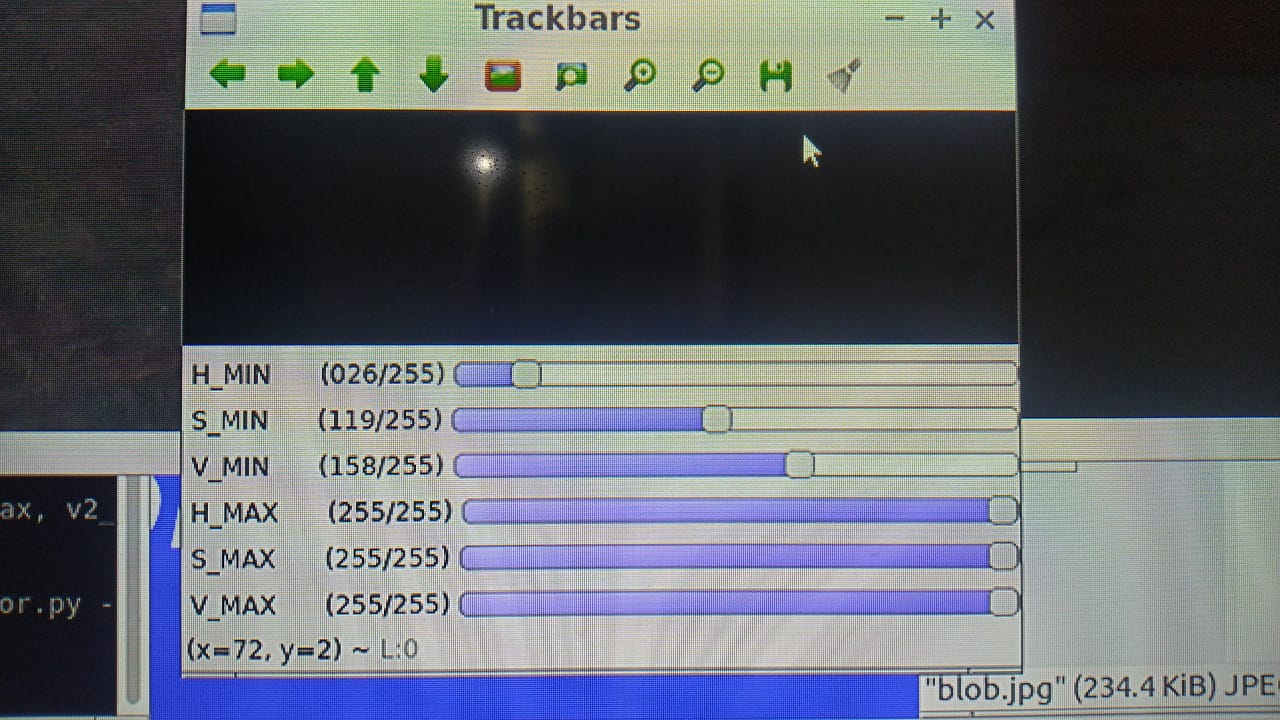 Trackbars
H_MIN (026/255)
S_MIN (119/255)
V_MIN (158/255)
ax, v2_
H_MAX (255/255)
S_MAX (255/255)
or.py -
V_MAX (255/255)
(x=72, y=2) ~ L:0
"blob.jpg" (234.4 KiB) JPE